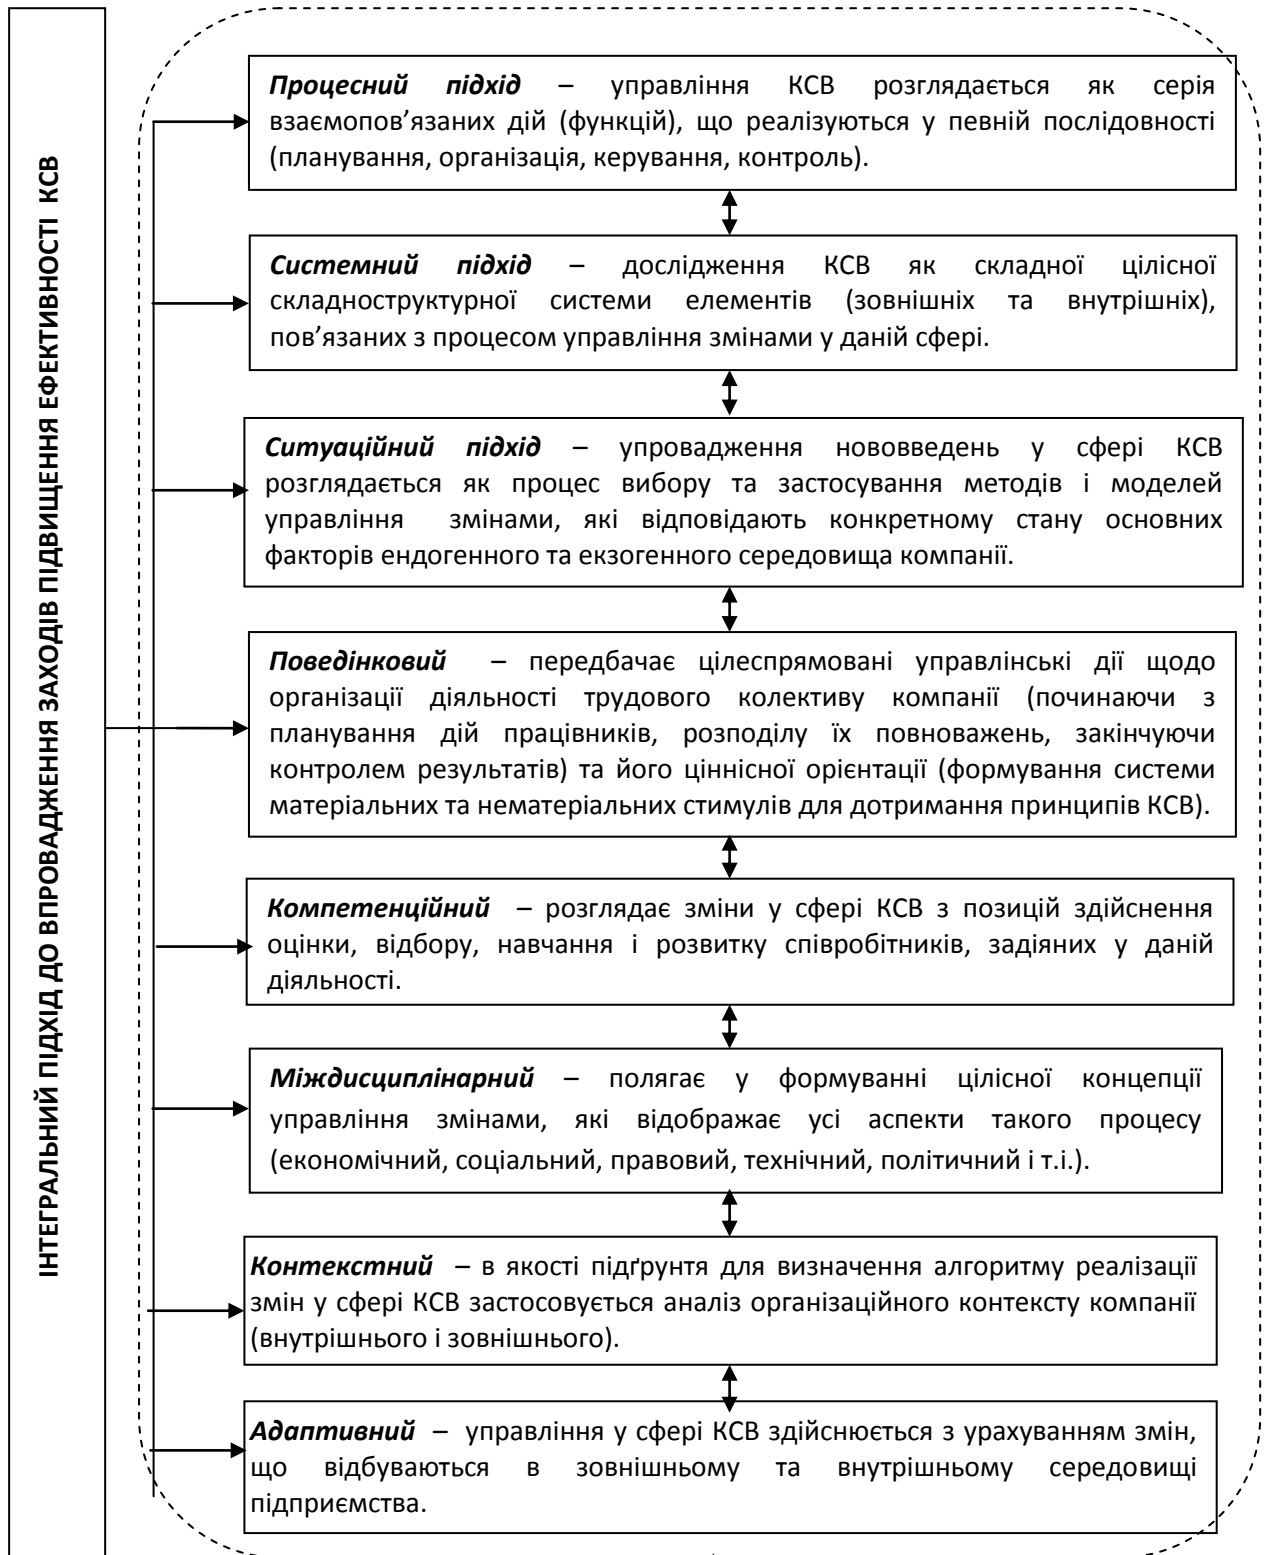 ІНТЕГРАЛЬНИЙ ПІДХІД ДО ВПРОВАДЖЕННЯ ЗАХОДІВ ПІДВИЩЕННЯ ЕФЕКТИВНОСТІ КСВ
Процесний підхід – управління КСВ розглядається як серія
взаємопов’язаних дій (функцій), що реалізуються у певній послідовності
(планування, організація, керування, контроль).
Системний підхід – дослідження КСВ як складної цілісної
складноструктурної системи елементів (зовнішніх та внутрішніх),
пов’язаних з процесом управління змінами у даній сфері.
Ситуаційний підхід – упровадження нововведень у сфері КСВ
розглядається як процес вибору та застосування методів і моделей
управління змінами, які відповідають конкретному стану основних
факторів ендогенного та екзогенного середовища компанії.
Поведінковий – передбачає цілеспрямовані управлінські дії щодо
організації діяльності трудового колективу компанії (починаючи з
планування дій працівників, розподілу їх повноважень, закінчуючи
контролем результатів) та його ціннісної орієнтації (формування системи
матеріальних та нематеріальних стимулів для дотримання принципів КСВ).
Компетенційний – розглядає зміни у сфері КСВ з позицій здійснення
оцінки, відбору, навчання і розвитку співробітників, задіяних у даній
діяльності.
Міждисциплінарний – полягає у формуванні цілісної концепції
управління змінами, які відображає усі аспекти такого процесу
(економічний, соціальний, правовий, технічний, політичний і т.і.).
Контекстний – в якості підґрунтя для визначення алгоритму реалізації
змін у сфері КСВ застосовується аналіз організаційного контексту компанії
(внутрішнього і зовнішнього).
Адаптивний – управління у сфері КСВ здійснюється з урахуванням змін,
що відбуваються в зовнішньому та внутрішньому середовищі
підприємства.